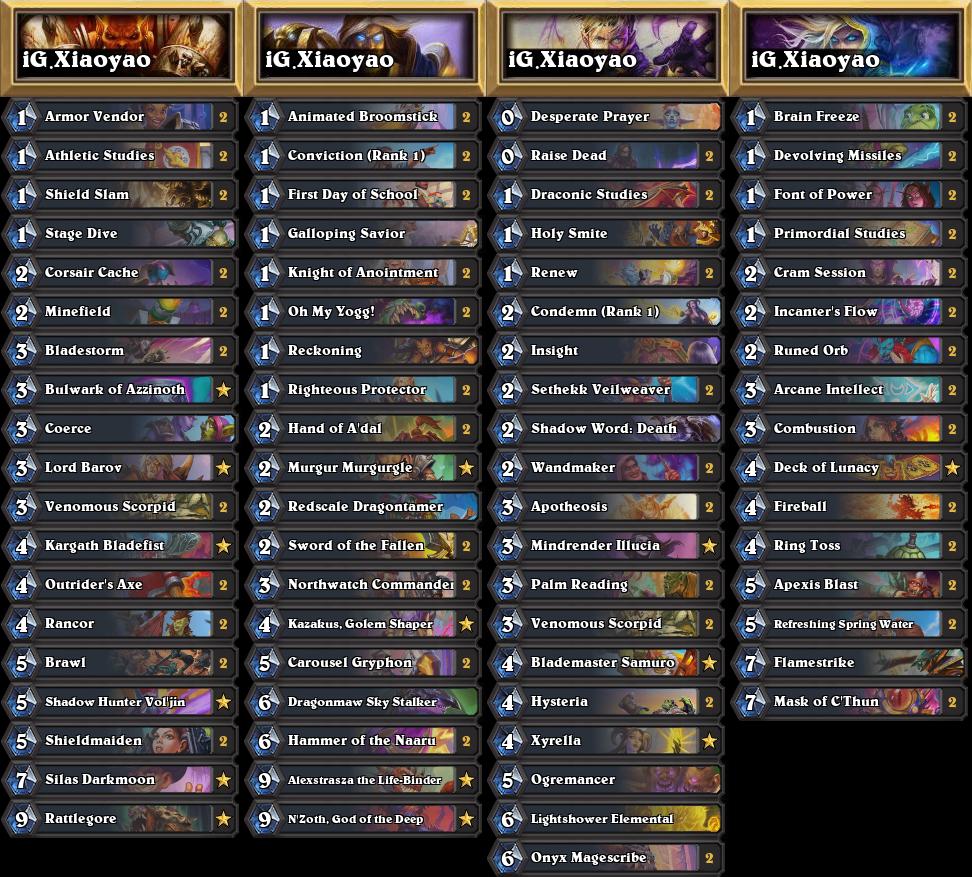 iG.Xiaoyao
1 Armor Vendor 2
1 Athletic Studies 2
1 Shield Slam 2
1 Stage Dive
2 Corsair Cache 2
2 Minefield 2
3 Bladestorm 2
3 Bulwark of Azzinoth
3 Coerce
3 Lord Barov
3 Venomous Scorpid 2
4 Kargath Bladefist
4 Outrider's Axe 2
4 Rancor 2
5 Brawl 2
5 Shadow Hunter Vol'jin
5 Shieldmaiden 2
7 Silas Darkmoon
9 Rattlegore
iG.Xiaoyao
1 Animated Broomstick 2
1 Conviction (Rank 1) 2
1 First Day of School 2
1 Galloping Savior
1 Knight of Anointment 2
1 Oh My Yogg! 2
1 Reckoning
1 Righteous Protector 2
2 Hand of A'dal 2
2 Murgur Murgurgle
2 Redscale Dragontamer
2 Sword of the Fallen 2
3 Northwatch Commander 2
4 Kazakus, Golem Shaper
5 Carousel Gryphon 2
6 Dragonmaw Sky Stalker
6 Hammer of the Naaru 2
9 Alexstrasza the Life-Binder
9 N'Zoth, God of the Deep
iG.Xiaoyao
0 Desperate Prayer
0 Raise Dead 2
1 Draconic Studies 2
1 Holy Smite
1 Renew 2
2 Condemn (Rank 1)
2 Insight
2 Sethekk Veilweaver 2
2 Shadow Word: Death
2 Wandmaker 2
3 Apotheosis 2
3 Mindrender Illucia
3 Palm Reading 2
3 Venomous Scorpid 2
4 Blademaster Samuro
4 Hysteria 2
4 Xyrella
5 Ogremancer
6 Lightshower Elemental
6 Onyx Magescribe 2
iG.Xiaoyao
1 Brain Freeze 2
1 Devolving Missiles 2
1 Font of Power 2
1 Primordial Studies 2
2 Cram Session 2
2 Incanter's Flow 2
2 Runed Orb 2
3 Arcane Intellect 2
3 Combustion 2
4 Deck of Lunacy
4 Fireball 2
4 Ring Toss 2
5 Apexis Blast 2
5 Refreshing Spring Water 2
7 Flamestrike
7 Mask of C'Thun 2